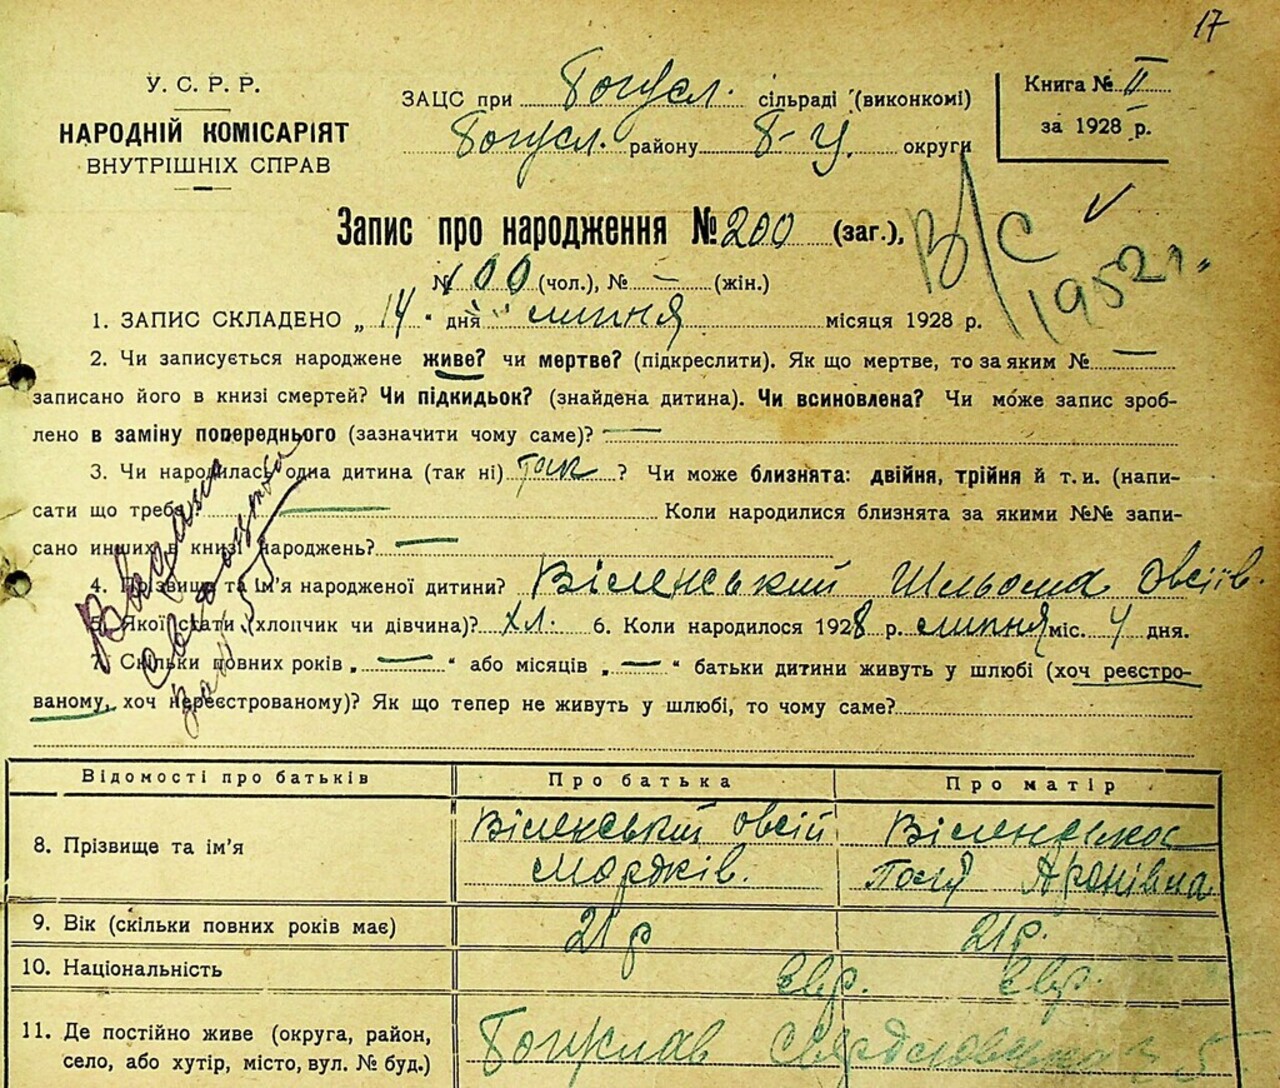 17
У. С. Р. Р.
НАРОДНІЙ КОМІСАРІЯТ
ВНУТРІШНІХ СПРАВ
ЗАЦС при Богусл. сільраді (виконкомі)
Богусл. району Б-Ц. округи
Книга № II
за 1928 р.
Запис про народження № 200 (заг.),
№ 100 (чол.), № — (жін.)
В/С
1952 г.
1. ЗАПИС СКЛАДЕНО „ 14 " дня липня місяця 1928 р.
2. Чи записується народжене живе? чи мертве? (підкреслити). Як що мертве, то за яким № —
записано його в книзі смертей? Чи підкидьок? (знайдена дитина). Чи всиновлена? Чи може запис зроб-
лено в заміну попереднього (зазначити чому саме)? —
3. Чи народилась одна дитина (так ні) так ? Чи може близнята: двійня, трійня й т. и. (напи-
сати що треба? — Коли народилися близнята за якими №№ запи-
сано инших в книзі народжень? —
4. Прізвище та ім'я народженої дитини? Віленський Шльома Овсіїв.
5. Якої стати (хлопчик чи дівчина)? хл. 6. Коли народилося 1928 р. липня міс. 4 дня.
7. Скільки повних років „ — " або місяців „ — " батьки дитини живуть у шлюбі (хоч реєстро-
ваному, хоч нереєстрованому)? Як що тепер не живуть у шлюбі, то чому саме?
Відомості про батьків Про батька Про матір
8. Прізвище та ім'я Віленський Овсій Мордків. Віленська Аронівна
9. Вік (скільки повних років має) 21 р 21 р.
10. Національність Євр. Євр.
11. Де постійно живе (округа, район,
село, або хутір, місто, вул. № буд.) Богуслав 5